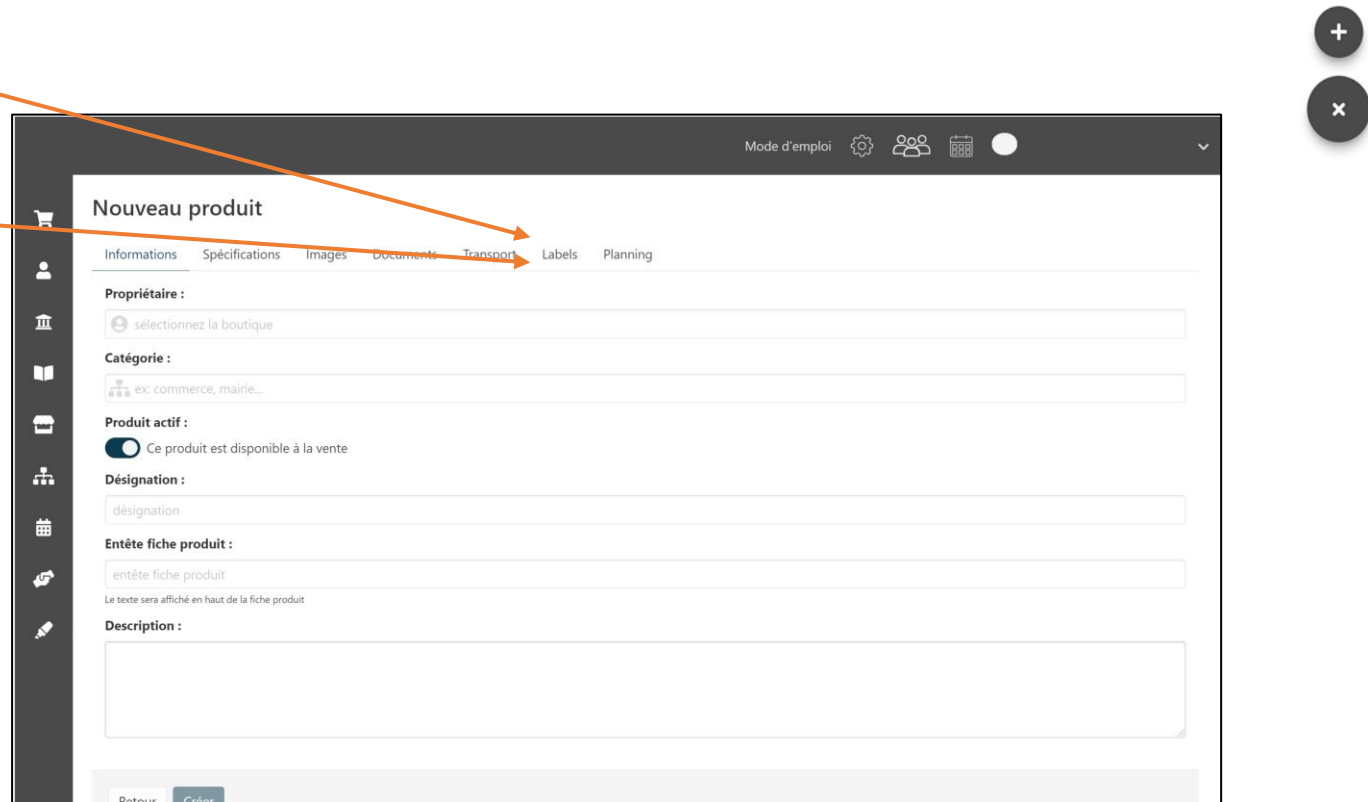 Mode d'emploi
Nouveau produit
Informations Spécifications Images Documents Transport Labels Planning
Propriétaire :
sélectionnez la boutique
Catégorie :
ex: commerce, mairie...
Produit actif :
Ce produit est disponible à la vente
Désignation :
désignation
Entête fiche produit :
entête fiche produit
Le texte sera affiché en haut de la fiche produit
Description :
Retour Créer